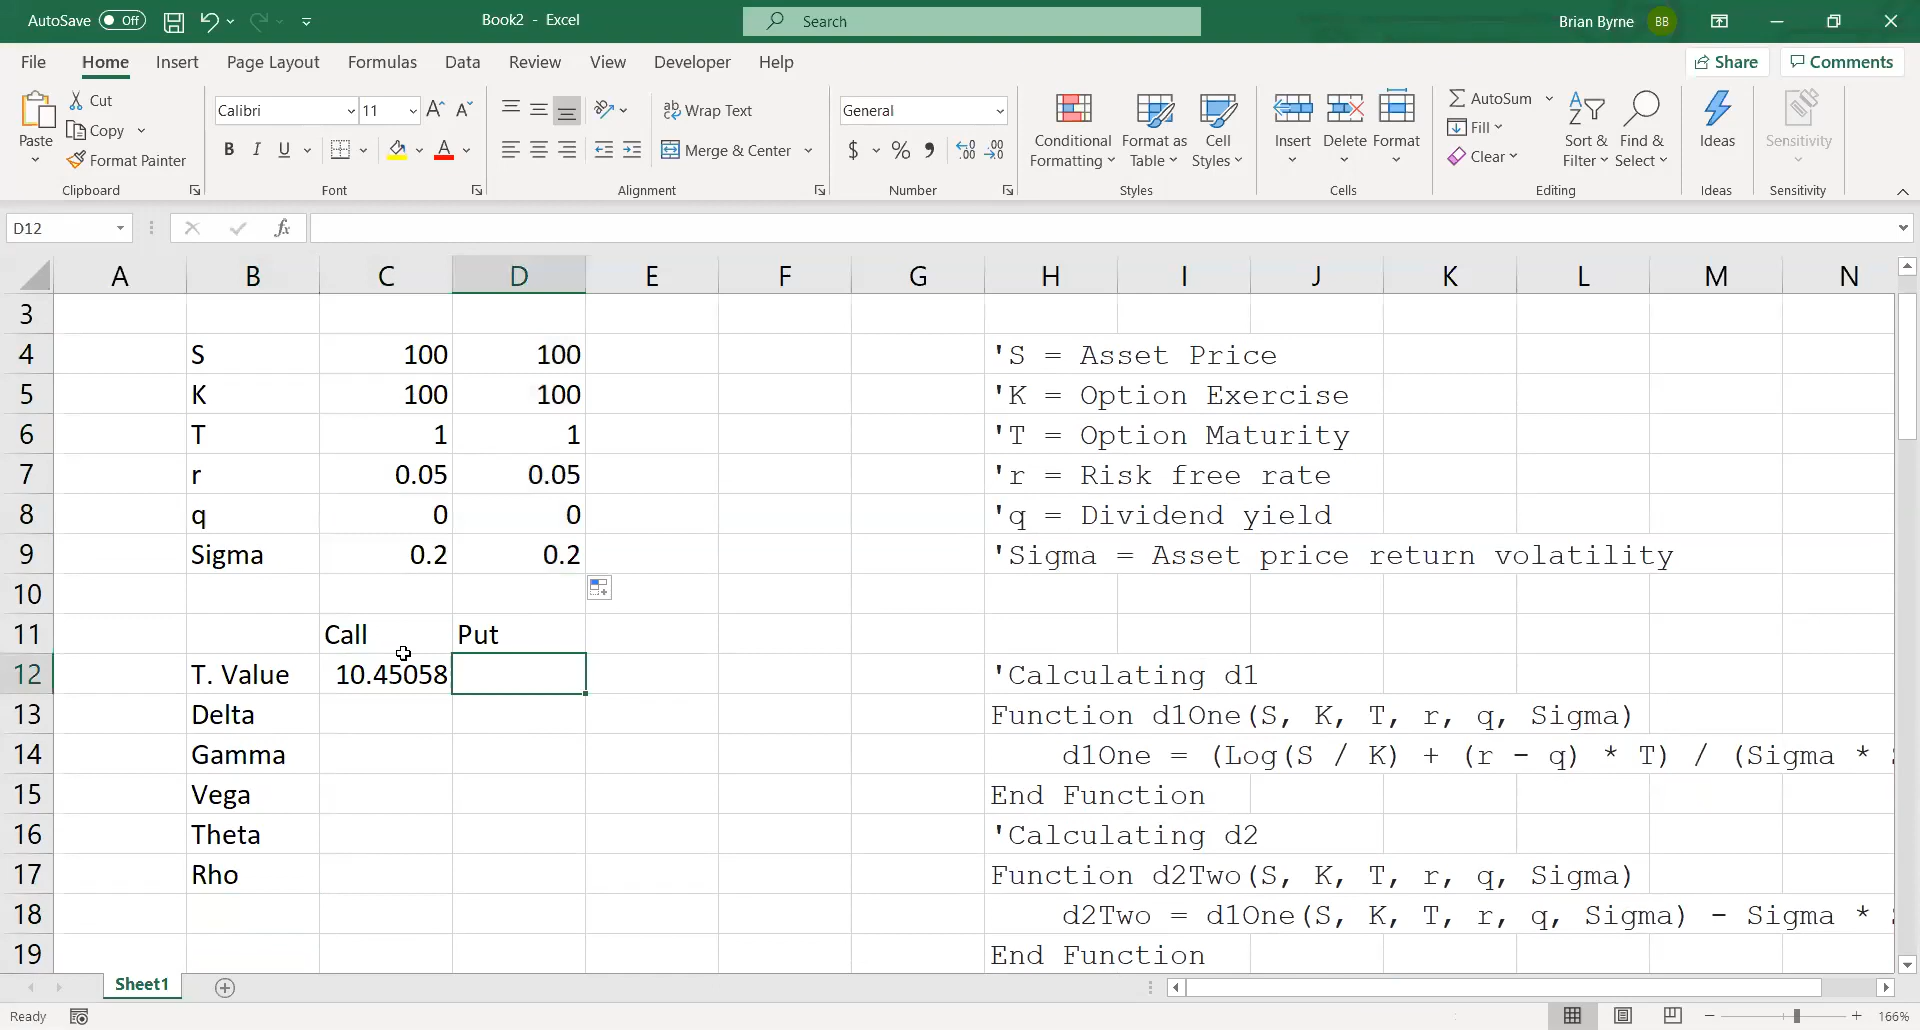 AutoSave Off Book2 - Excel Search Brian Byrne BB
File Home Insert Page Layout Formulas Data Review View Developer Help Share Comments
Paste Cut Copy Format Painter Clipboard
Calibri 11 B I U A Font
Wrap Text Merge & Center Alignment
General $ % Number
Conditional Formatting Format as Table Cell Styles Styles
Insert Delete Format Cells
AutoSum Fill Clear Sort & Filter Find & Select Editing
Ideas Ideas
Sensitivity Sensitivity
D12 fx
A B C D E F G H I J K L M N
3
4 S 100 100 'S = Asset Price
5 K 100 100 'K = Option Exercise
6 T 1 1 'T = Option Maturity
7 r 0.05 0.05 'r = Risk free rate
8 q 0 0 'q = Dividend yield
9 Sigma 0.2 0.2 'Sigma = Asset price return volatility
10
11 Call Put
12 T. Value 10.45058 'Calculating d1
13 Delta Function d1One(S, K, T, r, q, Sigma)
14 Gamma d1One = (Log(S / K) + (r - q) * T) / (Sigma *
15 Vega End Function
16 Theta 'Calculating d2
17 Rho Function d2Two(S, K, T, r, q, Sigma)
18 d2Two = d1One(S, K, T, r, q, Sigma) - Sigma *
19 End Function
Sheet1
Ready 166%